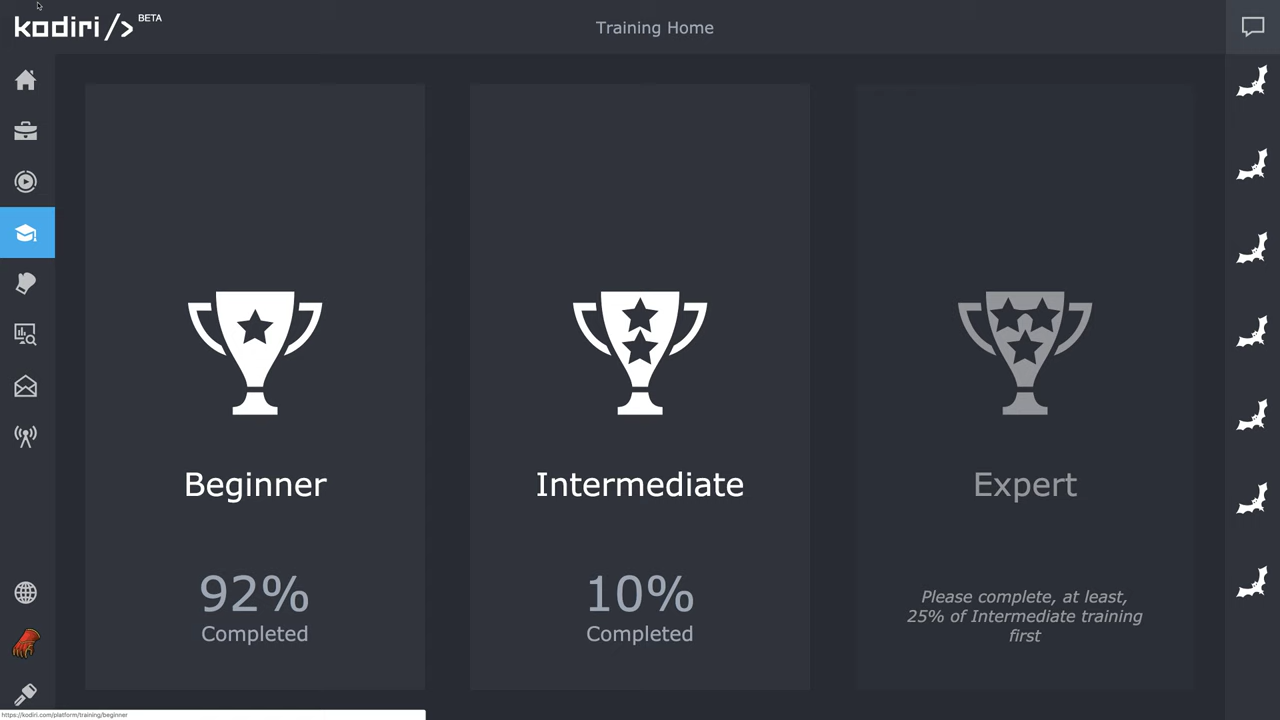 kodiri/> BETA
Training Home
Beginner
92%
Completed
Intermediate
10%
Completed
Expert
Please complete, at least,
25% of Intermediate training
first
https://kodiri.com/platform/training/beginner